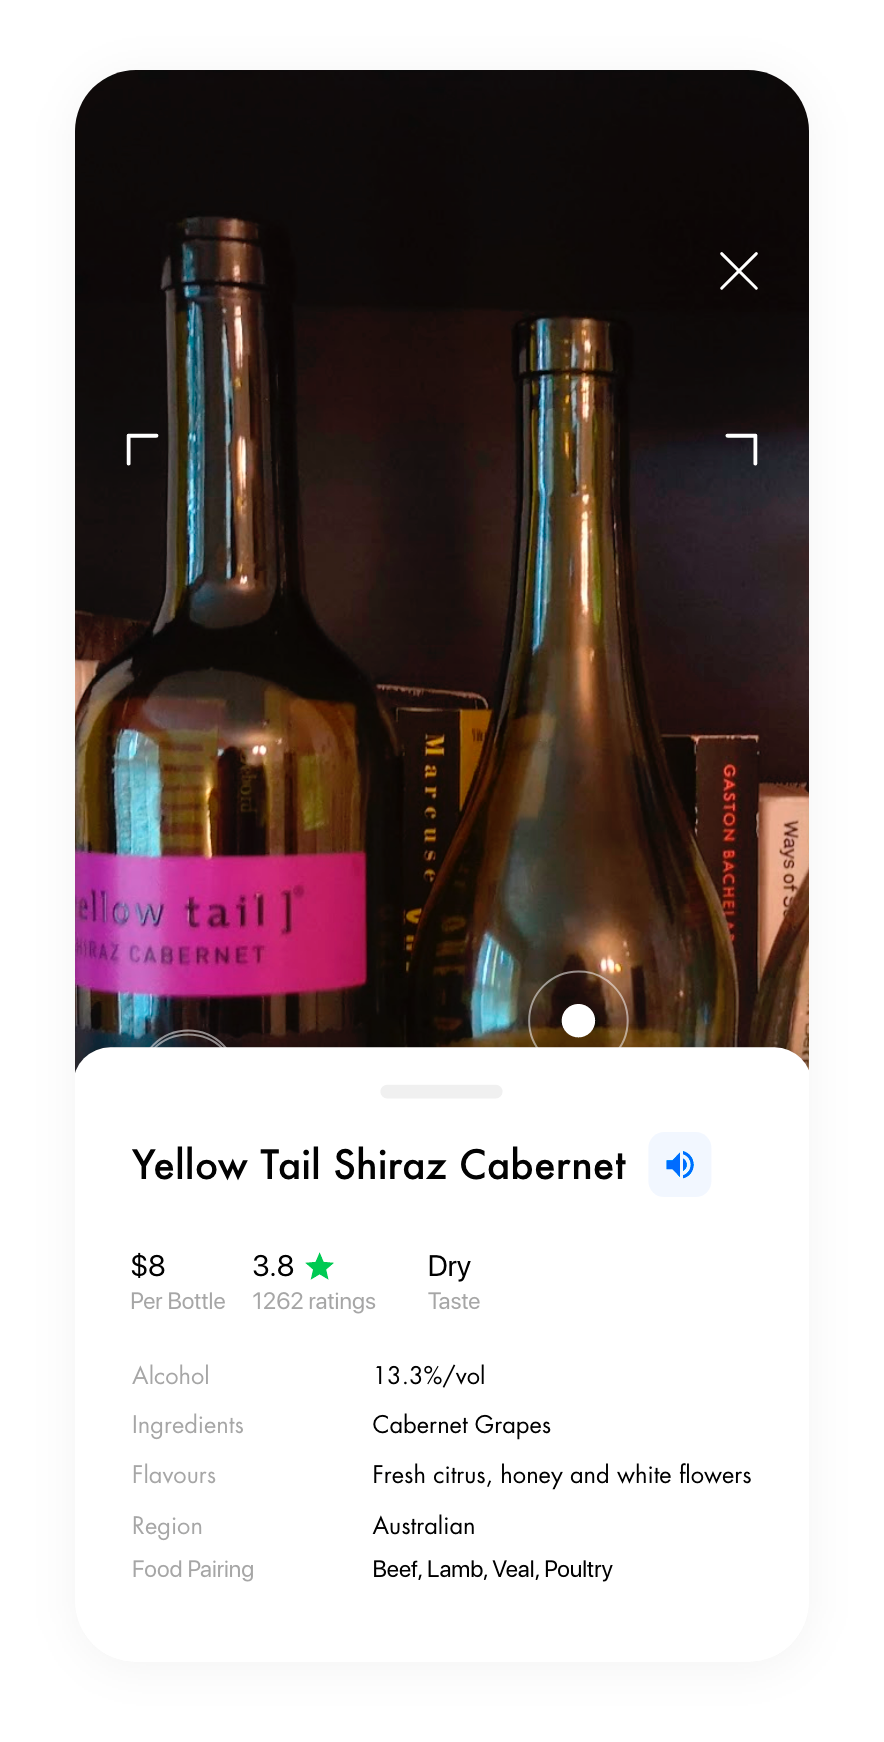 Marcuse
GASTON BACHELAR
Ways of
ellow tail ]®
HIRAZ CABERNET
Yellow Tail Shiraz Cabernet
$8
Per Bottle
3.8
1262 ratings
Dry
Taste
Alcohol
13.3%/vol
Ingredients
Cabernet Grapes
Flavours
Fresh citrus, honey and white flowers
Region
Australian
Food Pairing
Beef, Lamb, Veal, Poultry